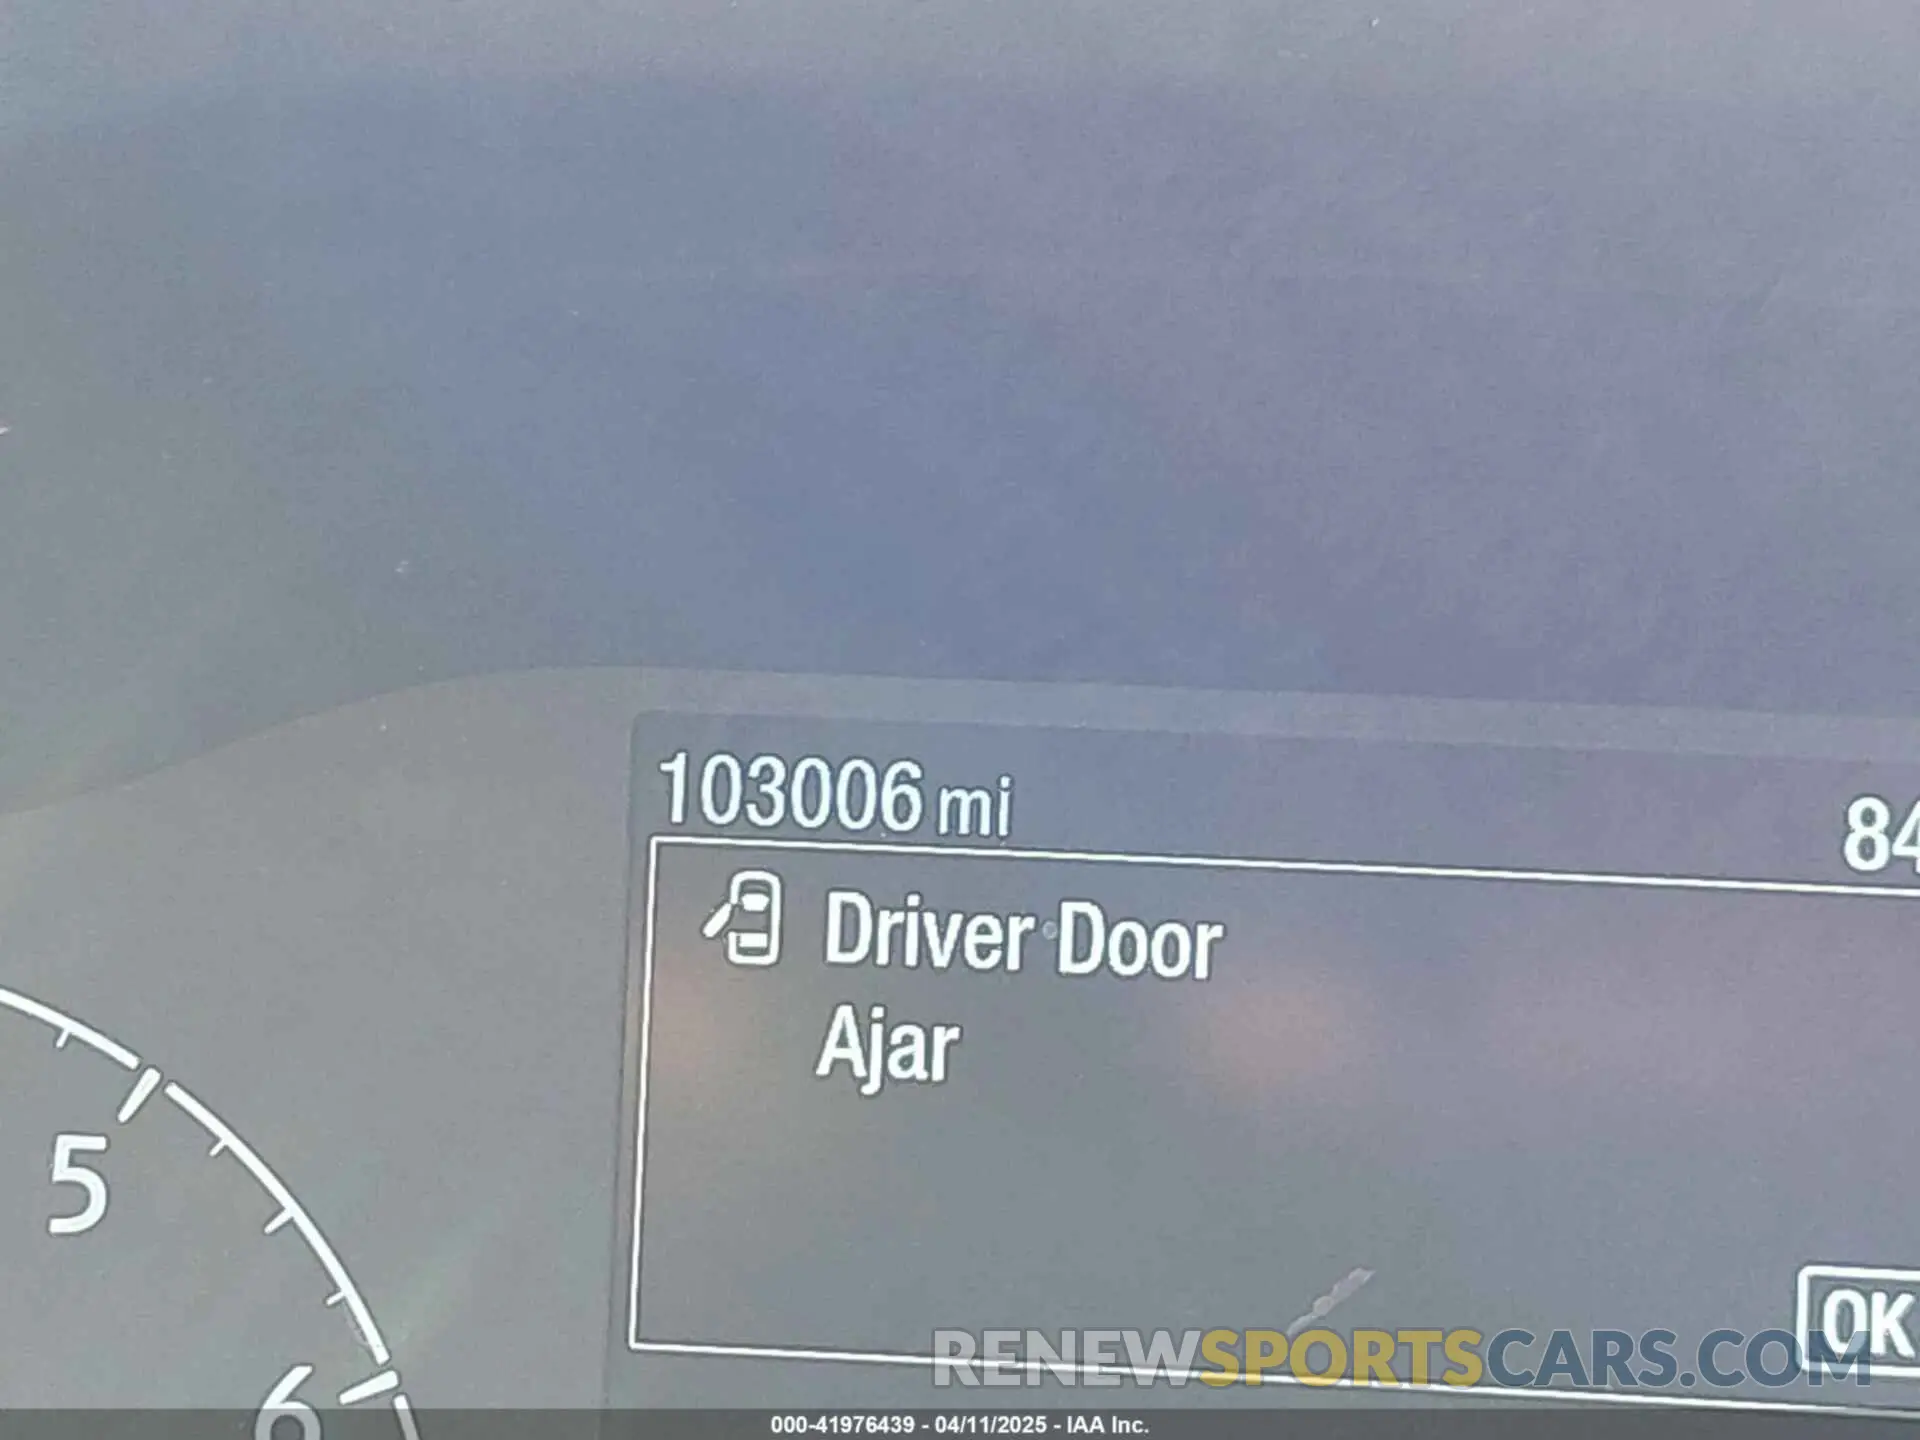 103006 mi
84
Driver Door
Ajar
5
6
OK
RENEWSPORTSCARS.COM
000-41976439 - 04/11/2025 - IAA Inc.